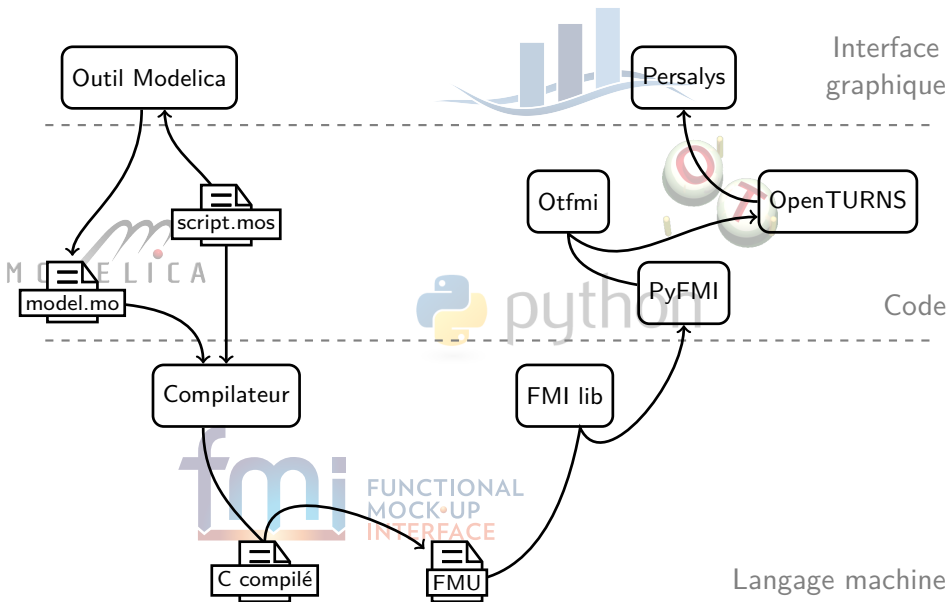 Interface
graphique
Outil Modelica
Persalys
script.mos
Otfmi
OT
OpenTURNS
MODELICA
model.mo
PyFMI
python
Code
Compilateur
FMI lib
fmi
FUNCTIONAL
MOCK-UP
INTERFACE
C compilé
FMU
Langage machine